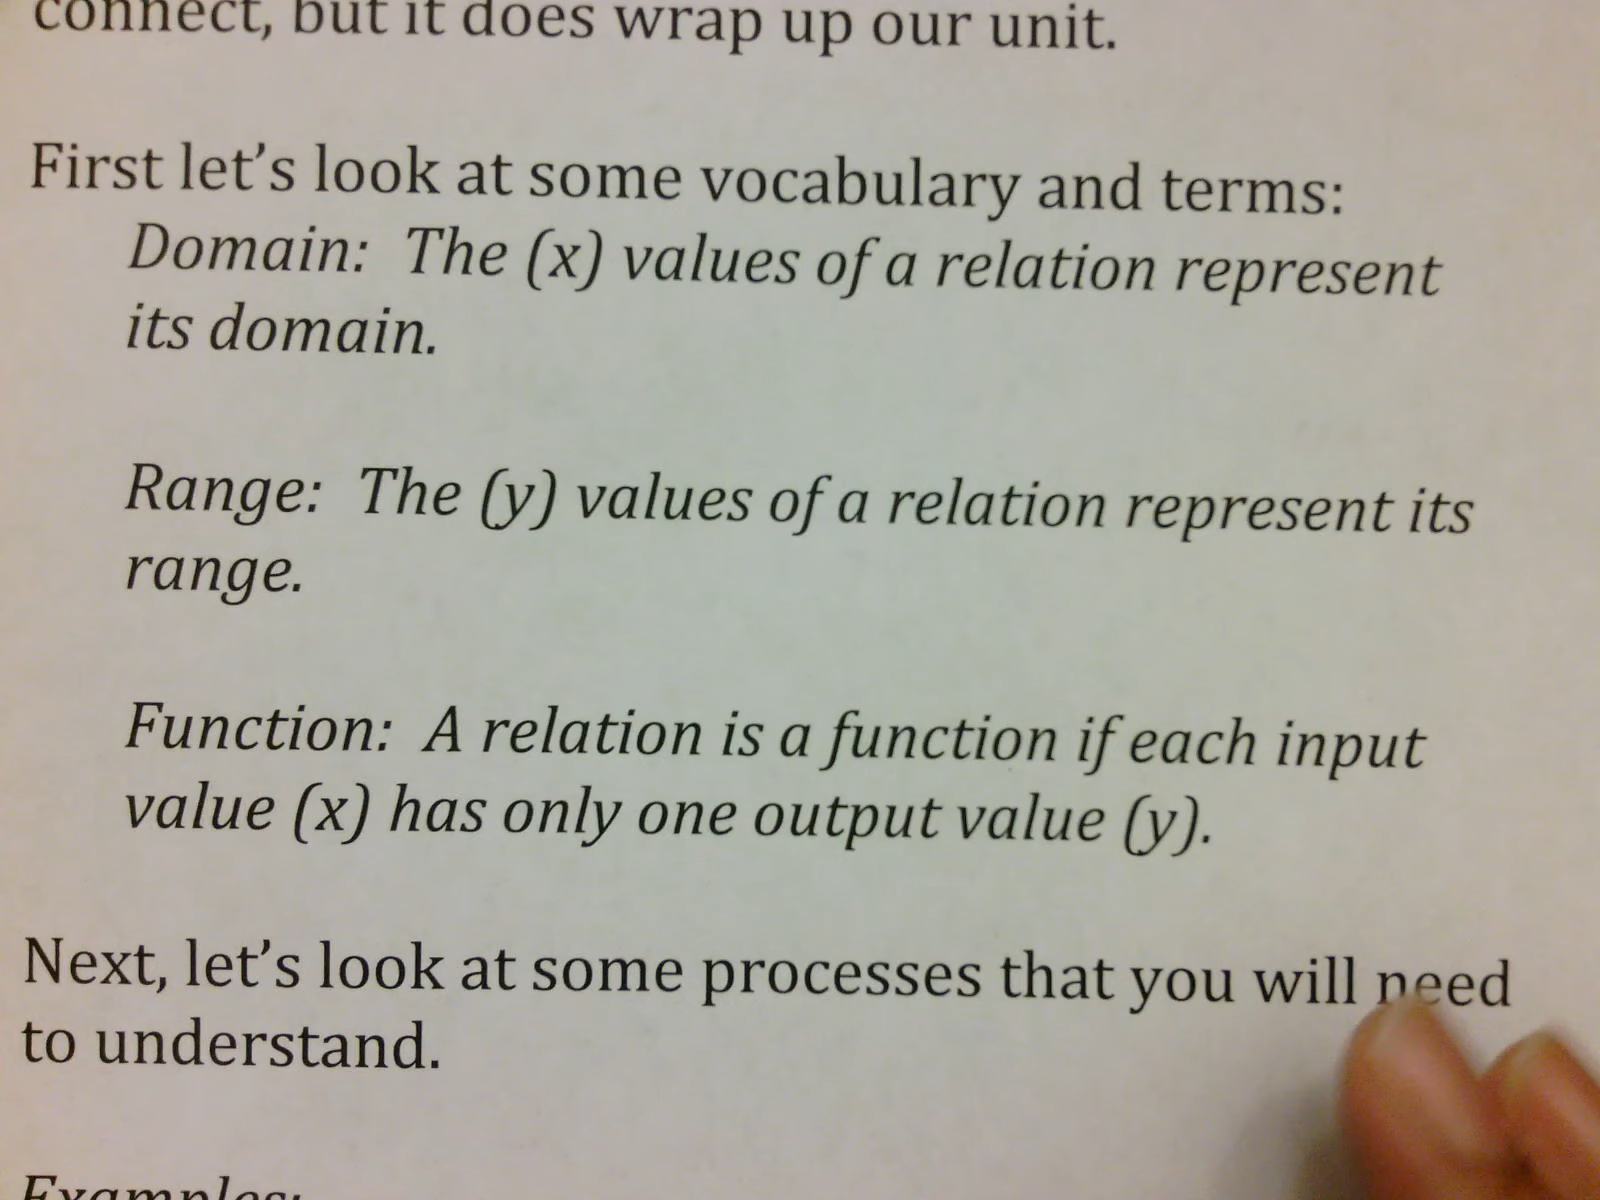 connect, but it does wrap up our unit.
First let's look at some vocabulary and terms:
Domain: The (x) values of a relation represent
its domain.
Range: The (y) values of a relation represent its
range.
Function: A relation is a function if each input
value (x) has only one output value (y).
Next, let's look at some processes that you will need
to understand.
Examples: